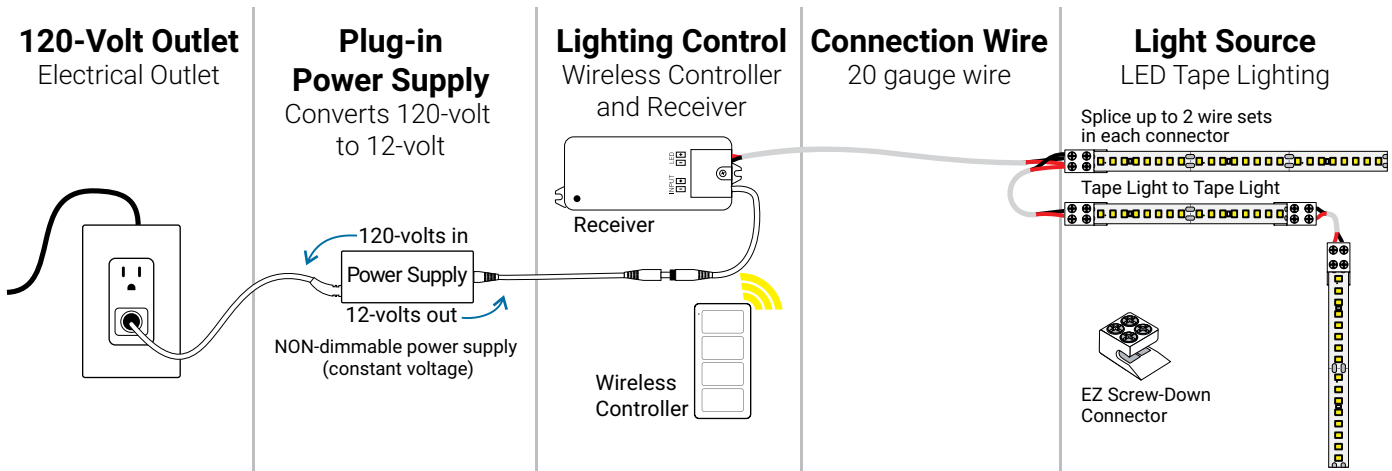 120-Volt Outlet
Electrical Outlet
Plug-in
Power Supply
Converts 120-volt
to 12-volt
120-volts in
Power Supply
12-volts out
NON-dimmable power supply
(constant voltage)
Lighting Control
Wireless Controller
and Receiver
LED
INPUT
Receiver
Wireless
Controller
Connection Wire
20 gauge wire
Light Source
LED Tape Lighting
Splice up to 2 wire sets
in each connector
Tape Light to Tape Light
EZ Screw-Down
Connector